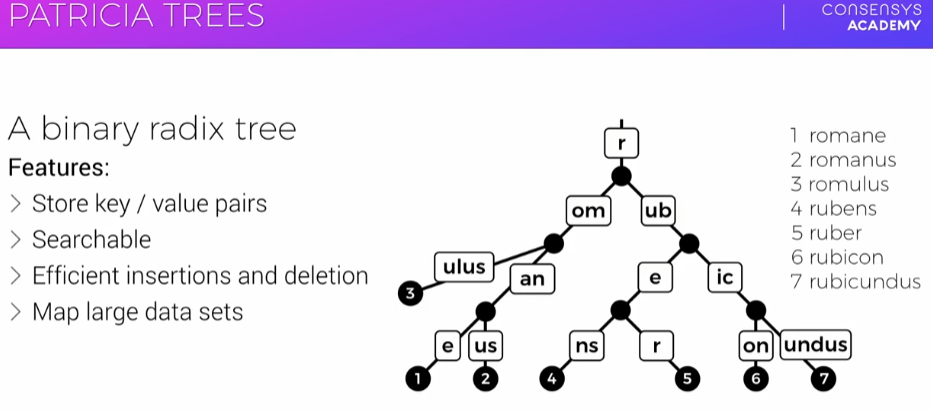 PATRICIA TREES
CONSENSYS
ACADEMY
A binary radix tree
Features:
> Store key / value pairs
> Searchable
> Efficient insertions and deletion
> Map large data sets
r
om ub
ulus an e ic
3
e us ns r on undus
1 2 4 5 6 7
1 romane
2 romanus
3 romulus
4 rubens
5 ruber
6 rubicon
7 rubicundus